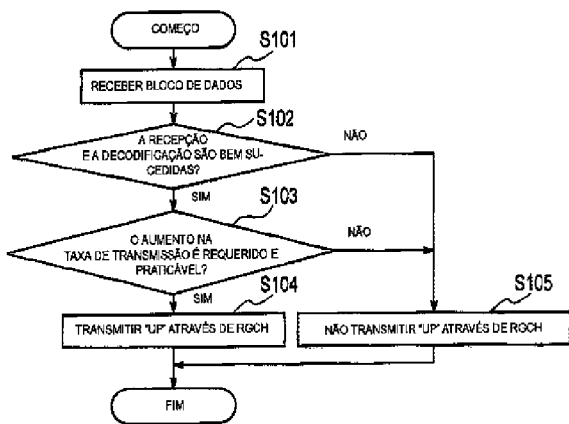 COMEÇO
S101
RECEBER BLOCO DE DADOS
S102
A RECEPÇÃO
E A DECODIFICAÇÃO SÃO BEM SU-
CEDIDAS?
NÃO
SIM
S103
O AUMENTO NA
TAXA DE TRANSMISSÃO É REQUERIDO E
PRATICÁVEL?
NÃO
SIM
S104
S105
TRANSMITIR "UP" ATRAVÉS DE RGCH
NÃO TRANSMITIR "UP" ATRAVÉS DE RGCH
FIM